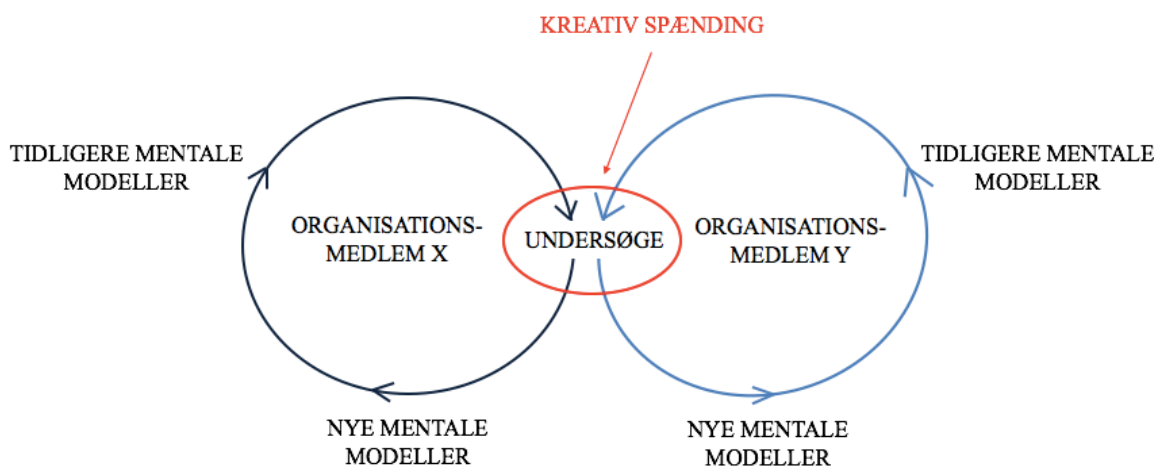 KREATIV SPÆNDING
TIDLIGERE MENTALE
MODELLER
ORGANISATIONS-
MEDLEM X
UNDERSØGE
ORGANISATIONS-
MEDLEM Y
TIDLIGERE MENTALE
MODELLER
NYE MENTALE
MODELLER
NYE MENTALE
MODELLER